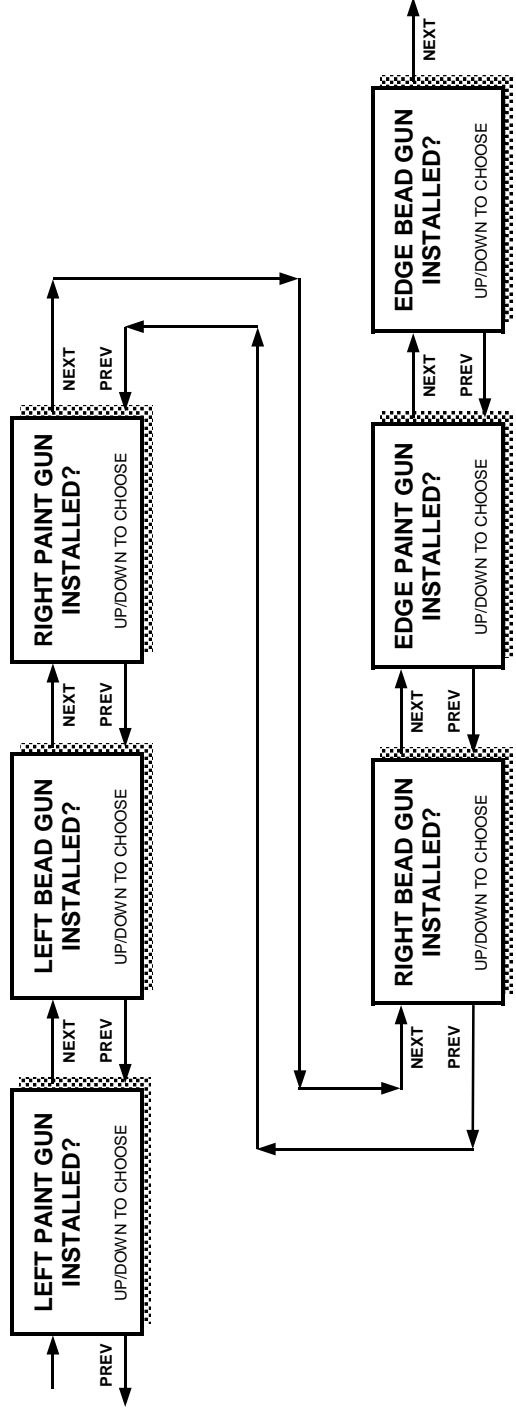 PREV
LEFT PAINT GUN
INSTALLED?
UP/DOWN TO CHOOSE
NEXT
PREV
LEFT BEAD GUN
INSTALLED?
UP/DOWN TO CHOOSE
NEXT
PREV
RIGHT PAINT GUN
INSTALLED?
UP/DOWN TO CHOOSE
NEXT
PREV
NEXT
PREV
RIGHT BEAD GUN
INSTALLED?
UP/DOWN TO CHOOSE
NEXT
PREV
EDGE PAINT GUN
INSTALLED?
UP/DOWN TO CHOOSE
NEXT
PREV
EDGE BEAD GUN
INSTALLED?
UP/DOWN TO CHOOSE
NEXT